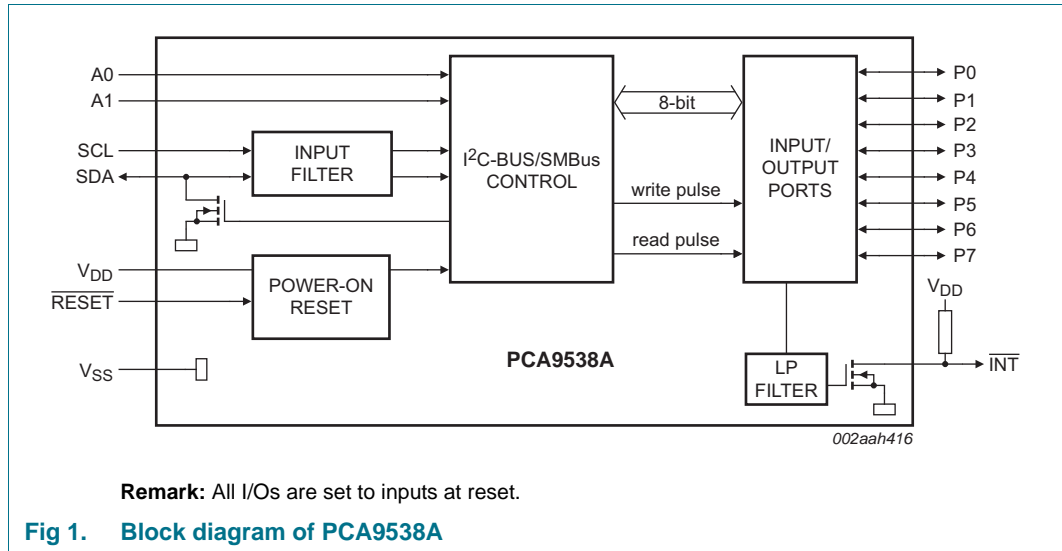 A0
A1
SCL
SDA
VDD
RESET
VSS
INPUT
FILTER
POWER-ON
RESET
I2C-BUS/SMBus
CONTROL
8-bit
write pulse
read pulse
INPUT/
OUTPUT
PORTS
P0
P1
P2
P3
P4
P5
P6
P7
VDD
INT
LP
FILTER
PCA9538A
002aah416
Remark: All I/Os are set to inputs at reset.
Fig 1. Block diagram of PCA9538A